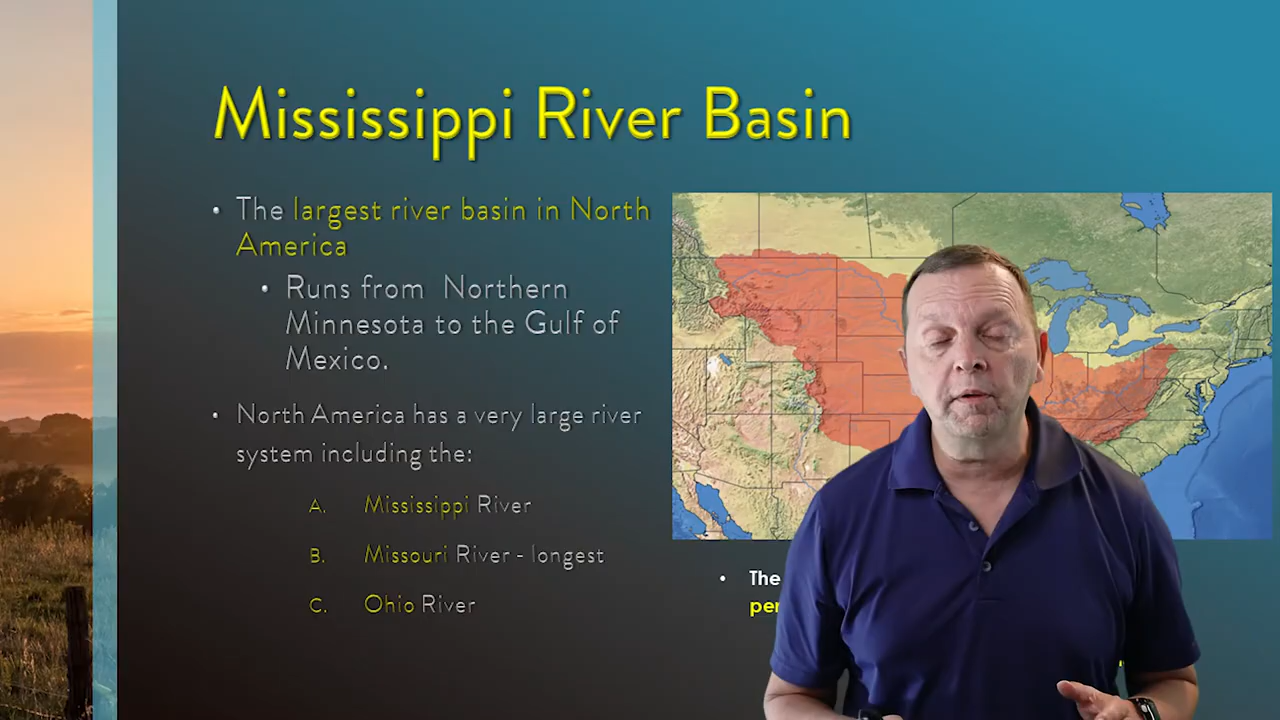 Mississippi River Basin
• The largest river basin in North
America
• Runs from Northern
Minnesota to the Gulf of
Mexico.
• North America has a very large river
system including the:
A. Mississippi River
B. Missouri River - longest
C. Ohio River
• The